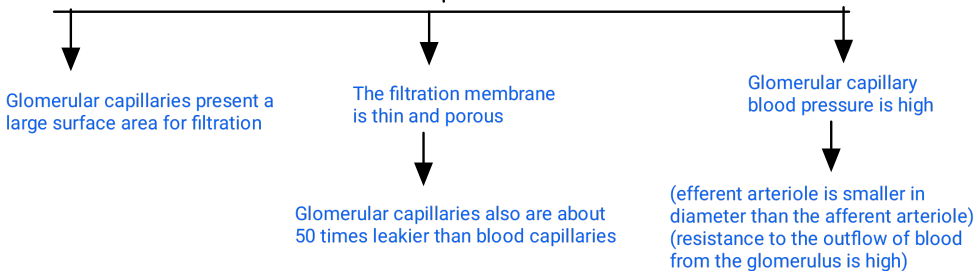 Glomerular capillaries present a
large surface area for filtration
The filtration membrane
is thin and porous
Glomerular capillaries also are about
50 times leakier than blood capillaries
Glomerular capillary
blood pressure is high
(efferent arteriole is smaller in
diameter than the afferent arteriole)
(resistance to the outflow of blood
from the glomerulus is high)